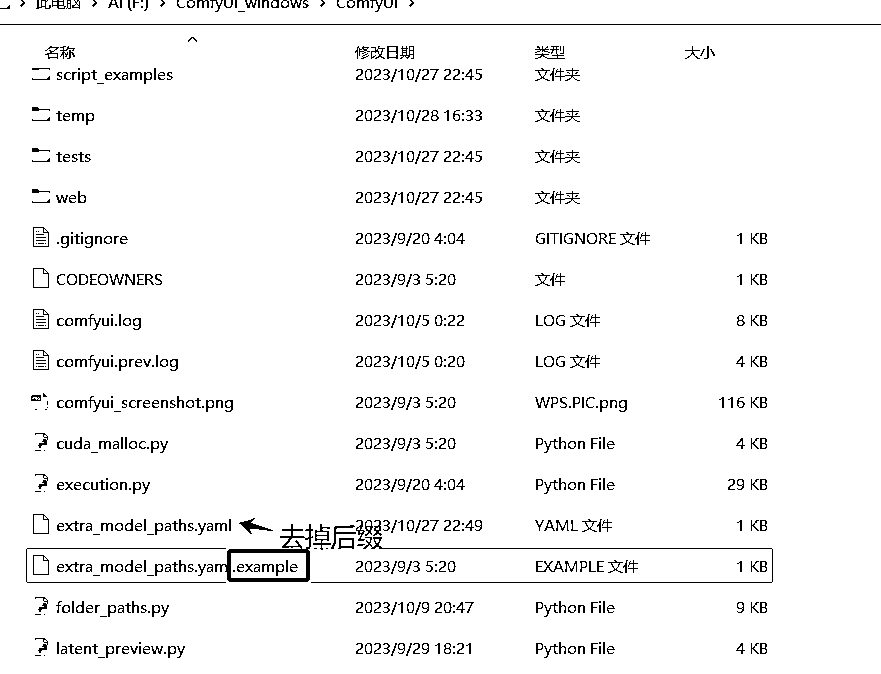 此电脑 > AI (F:) > ComfyUI_windows > ComfyUI >
名称 修改日期 类型 大小
script_examples 2023/10/27 22:45 文件夹
temp 2023/10/28 16:33 文件夹
tests 2023/10/27 22:45 文件夹
web 2023/10/27 22:45 文件夹
.gitignore 2023/9/20 4:04 GITIGNORE 文件 1 KB
CODEOWNERS 2023/9/3 5:20 文件 1 KB
comfyui.log 2023/10/5 0:22 LOG 文件 8 KB
comfyui.prev.log 2023/10/5 0:20 LOG 文件 4 KB
comfyui_screenshot.png 2023/9/3 5:20 WPS.PIC.png 116 KB
cuda_malloc.py 2023/9/3 5:20 Python File 4 KB
execution.py 2023/9/20 4:04 Python File 29 KB
extra_model_paths.yaml 2023/10/27 22:49 YAML 文件 1 KB
去掉后缀
extra_model_paths.yaml.example 2023/9/3 5:20 EXAMPLE 文件 1 KB
folder_paths.py 2023/10/9 20:47 Python File 9 KB
latent_preview.py 2023/9/29 18:21 Python File 4 KB